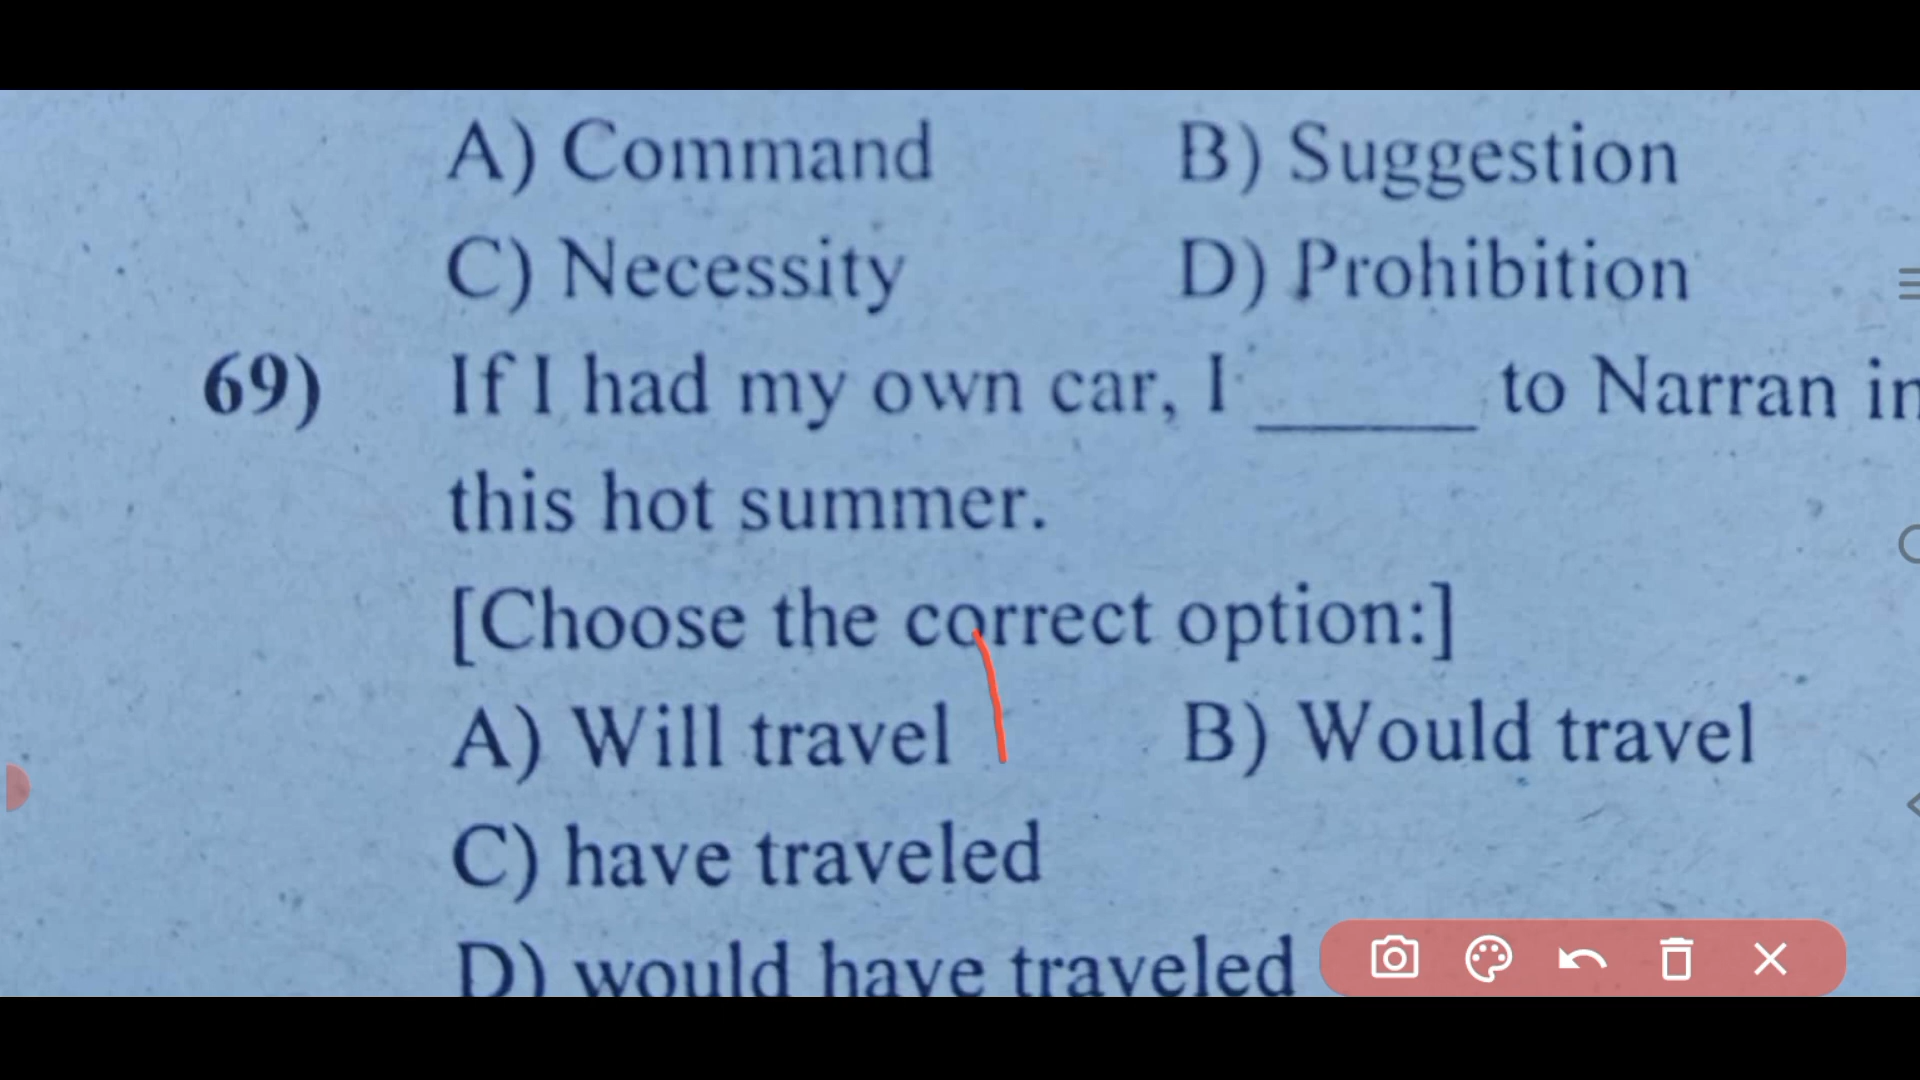 A) Command B) Suggestion
C) Necessity D) Prohibition
69) If I had my own car, I ______ to Narran in
this hot summer.
[Choose the correct option:]
A) Will travel B) Would travel
C) have traveled
D) would have traveled